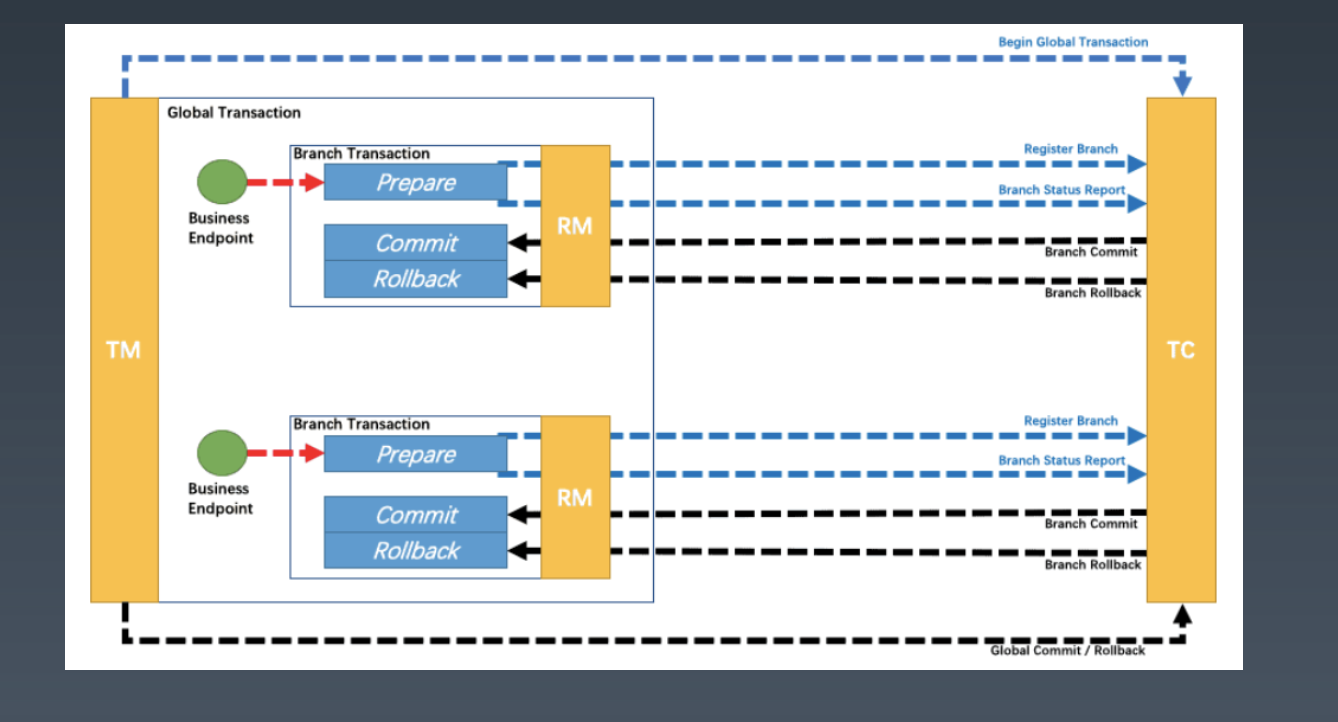 Begin Global Transaction
Global Transaction
Branch Transaction
Prepare
Business
Endpoint
Commit
Rollback
RM
Register Branch
Branch Status Report
Branch Commit
Branch Rollback
TM
TC
Branch Transaction
Prepare
Business
Endpoint
Commit
Rollback
RM
Register Branch
Branch Status Report
Branch Commit
Branch Rollback
Global Commit / Rollback